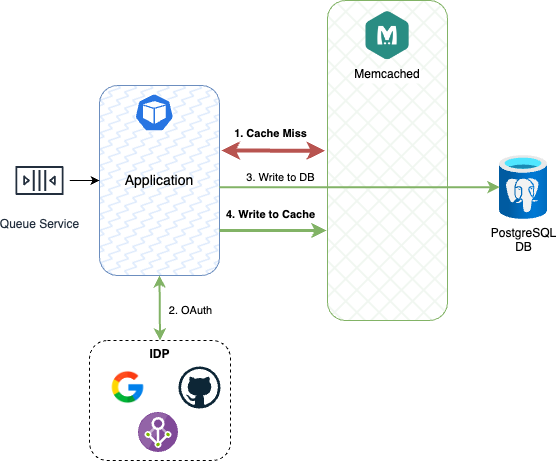 Memcached
1. Cache Miss
Application
3. Write to DB
4. Write to Cache
Queue Service
PostgreSQL
DB
2. OAuth
IDP